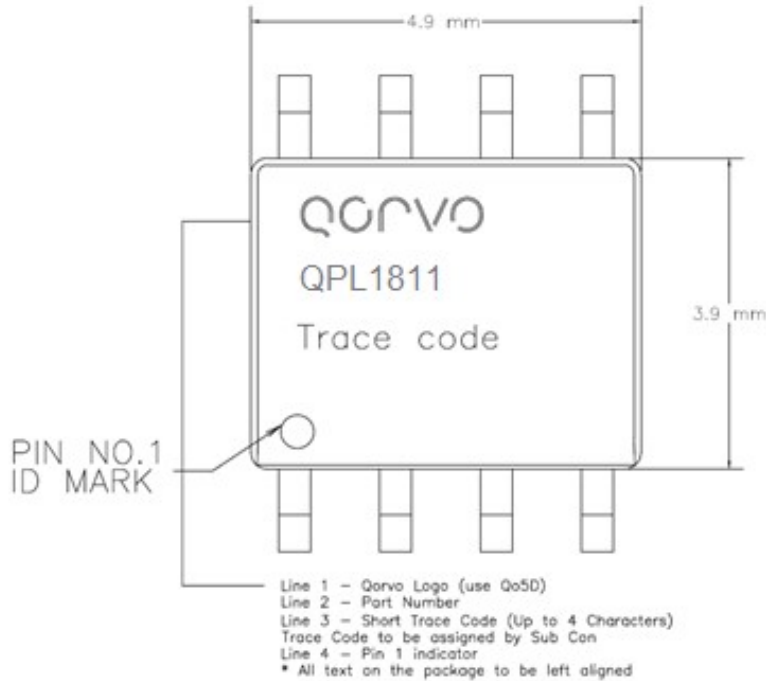 4.9 mm
QORVO
QPL1811
Trace code
3.9 mm
PIN NO.1
ID MARK
Line 1 - Qorvo Logo (use Qo5D)
Line 2 - Part Number
Line 3 - Short Trace Code (Up to 4 Characters)
Trace Code to be assigned by Sub Con
Line 4 - Pin 1 indicator
* All text on the package to be left aligned